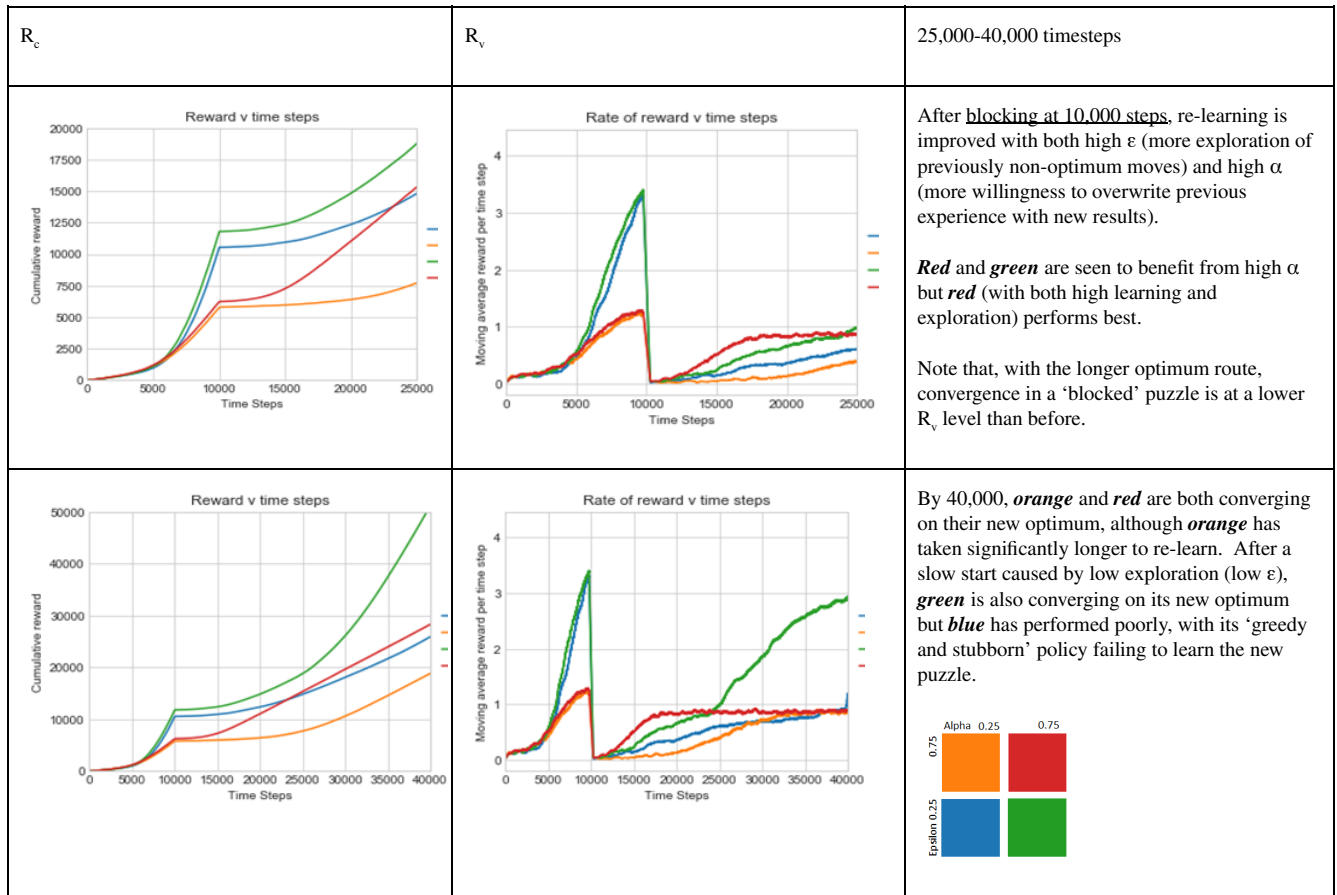 R_c
R_v
25,000-40,000 timesteps
Reward v time steps
20000
17500
15000
12500
10000
7500
5000
2500
0
Cumulative reward
0 5000 10000 15000 20000 25000
Time Steps
Rate of reward v time steps
4
3
2
1
0
Moving average reward per time step
0 5000 10000 15000 20000 25000
Time Steps
After blocking at 10,000 steps, re-learning is
improved with both high ε (more exploration of
previously non-optimum moves) and high α
(more willingness to overwrite previous
experience with new results).
Red and green are seen to benefit from high α
but red (with both high learning and
exploration) performs best.
Note that, with the longer optimum route,
convergence in a ‘blocked’ puzzle is at a lower
R_v level than before.
Reward v time steps
50000
40000
30000
20000
10000
0
Cumulative reward
0 5000 10000 15000 20000 25000 30000 35000 40000
Time Steps
Rate of reward v time steps
4
3
2
1
0
Moving average reward per time step
0 5000 10000 15000 20000 25000 30000 35000 40000
Time Steps
By 40,000, orange and red are both converging
on their new optimum, although orange has
taken significantly longer to re-learn. After a
slow start caused by low exploration (low ε),
green is also converging on its new optimum
but blue has performed poorly, with its ‘greedy
and stubborn’ policy failing to learn the new
puzzle.
Alpha 0.25 0.75
0.75
Epsilon 0.25